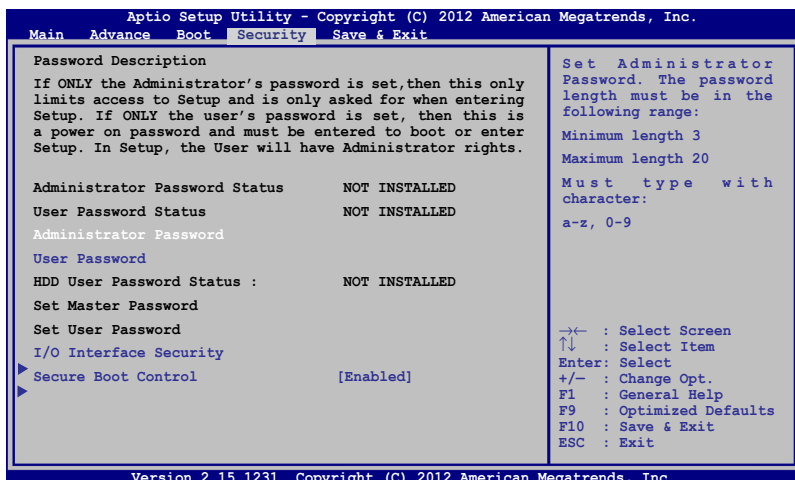 Aptio Setup Utility - Copyright (C) 2012 American Megatrends, Inc.
Main Advance Boot Security Save & Exit
Password Description
If ONLY the Administrator's password is set,then this only
limits access to Setup and is only asked for when entering
Setup. If ONLY the user's password is set, then this is
a power on password and must be entered to boot or enter
Setup. In Setup, the User will have Administrator rights.
Administrator Password Status NOT INSTALLED
User Password Status NOT INSTALLED
Administrator Password
User Password
HDD User Password Status : NOT INSTALLED
Set Master Password
Set User Password
I/O Interface Security
Secure Boot Control [Enabled]
Set Administrator
Password. The password
length must be in the
following range:
Minimum length 3
Maximum length 20
Must type with
character:
a-z, 0-9
→← : Select Screen
↑↓ : Select Item
Enter: Select
+/— : Change Opt.
F1 : General Help
F9 : Optimized Defaults
F10 : Save & Exit
ESC : Exit
Version 2.15.1231. Copyright (C) 2012 American Megatrends, Inc.